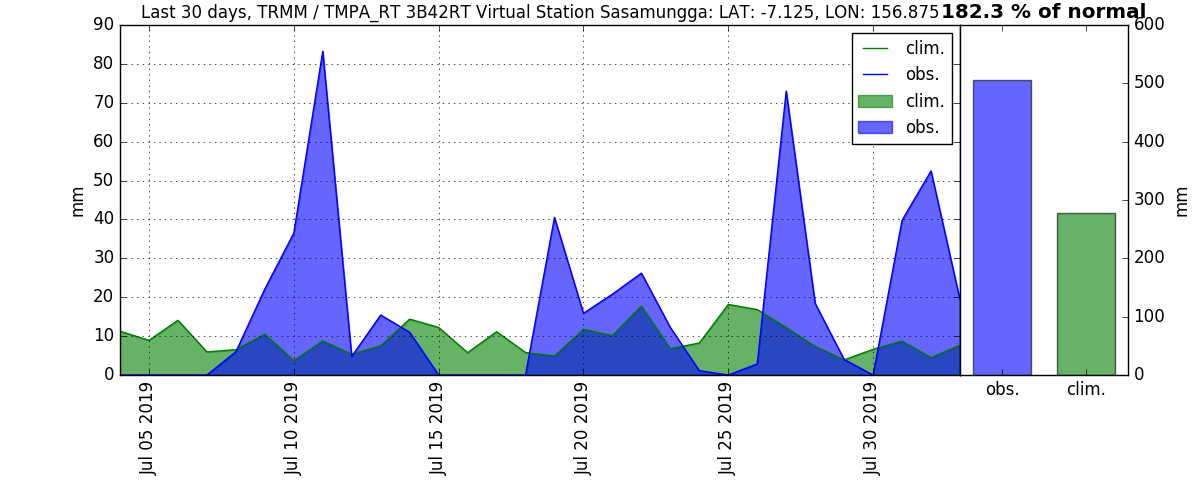 Last 30 days, TRMM / TMPA_RT 3B42RT Virtual Station Sasamungga: LAT: -7.125, LON: 156.875
182.3 % of normal
90
80
70
60
50
40
30
20
10
0
mm
clim.
obs.
clim.
obs.
Jul 05 2019
Jul 10 2019
Jul 15 2019
Jul 20 2019
Jul 25 2019
Jul 30 2019
600
500
400
300
200
100
0
mm
obs.
clim.